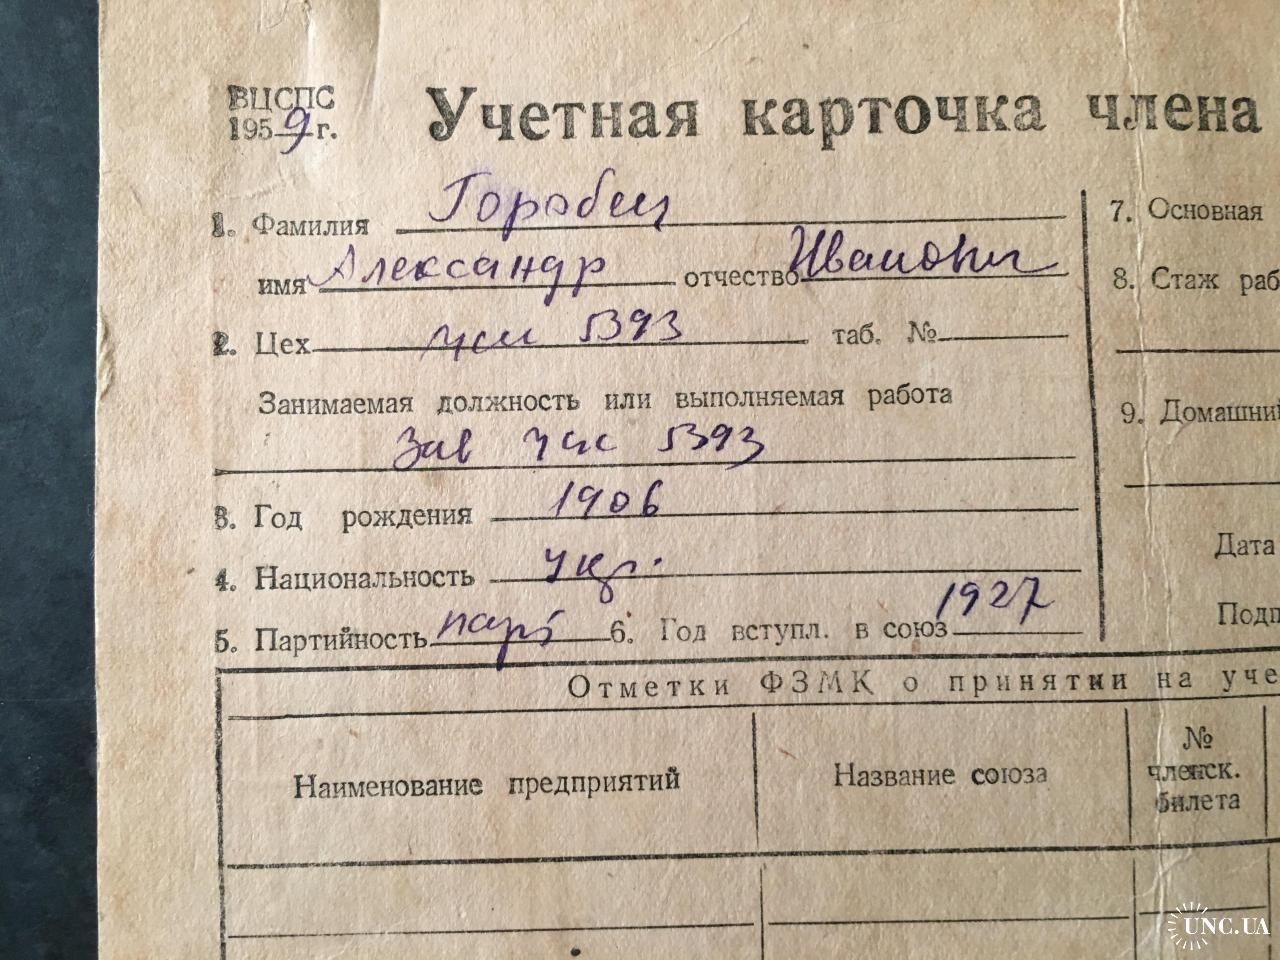 ВЦСПС
1959 г.
Учетная карточка члена
1. Фамилия Горобец
имя Александр отчество Иванович
2. Цех уч 5393 таб. №
Занимаемая должность или выполняемая работа
Зав уч 5393
3. Год рождения 1906
4. Национальность укр.
5. Партийность парт 6. Год вступл. в союз 1927
7. Основная
8. Стаж раб
9. Домашний
Дата
Подп
Отметки ФЗМК о принятии на уче
Наименование предприятий
Название союза
№
членск.
билета
UNC.UA